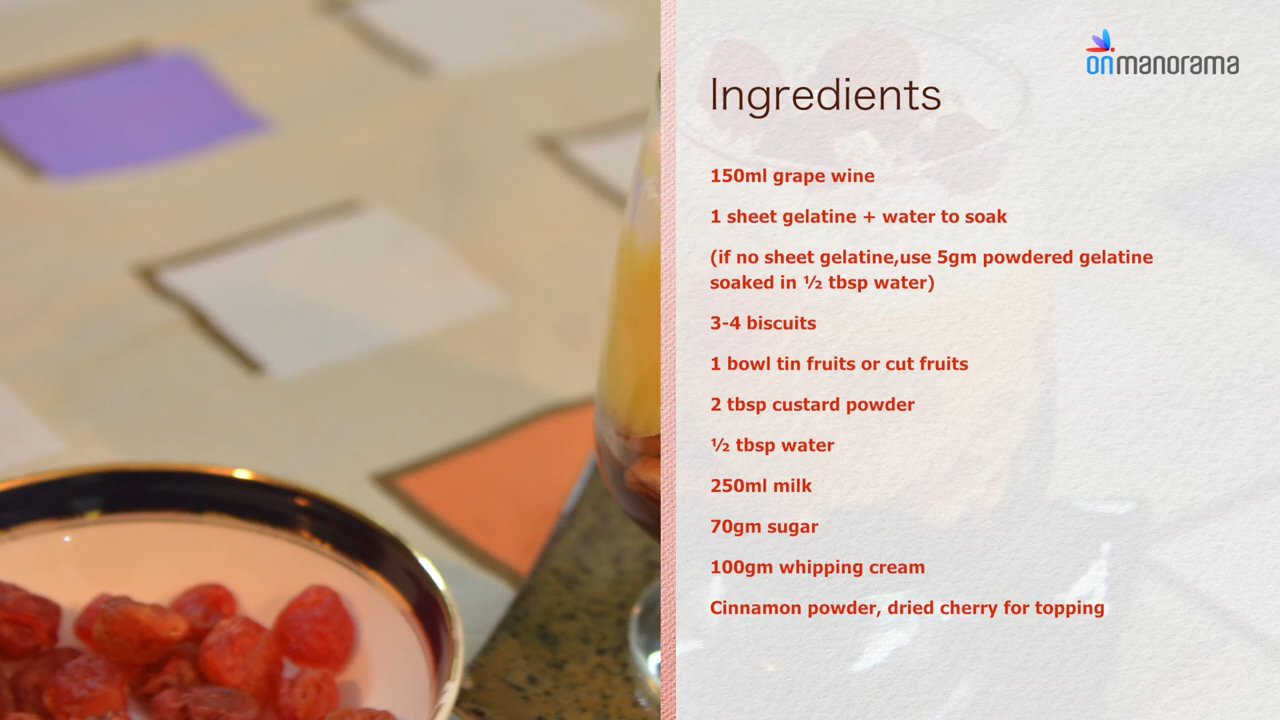 onmanorama
Ingredients
150ml grape wine
1 sheet gelatine + water to soak
(if no sheet gelatine,use 5gm powdered gelatine
soaked in ½ tbsp water)
3-4 biscuits
1 bowl tin fruits or cut fruits
2 tbsp custard powder
½ tbsp water
250ml milk
70gm sugar
100gm whipping cream
Cinnamon powder, dried cherry for topping